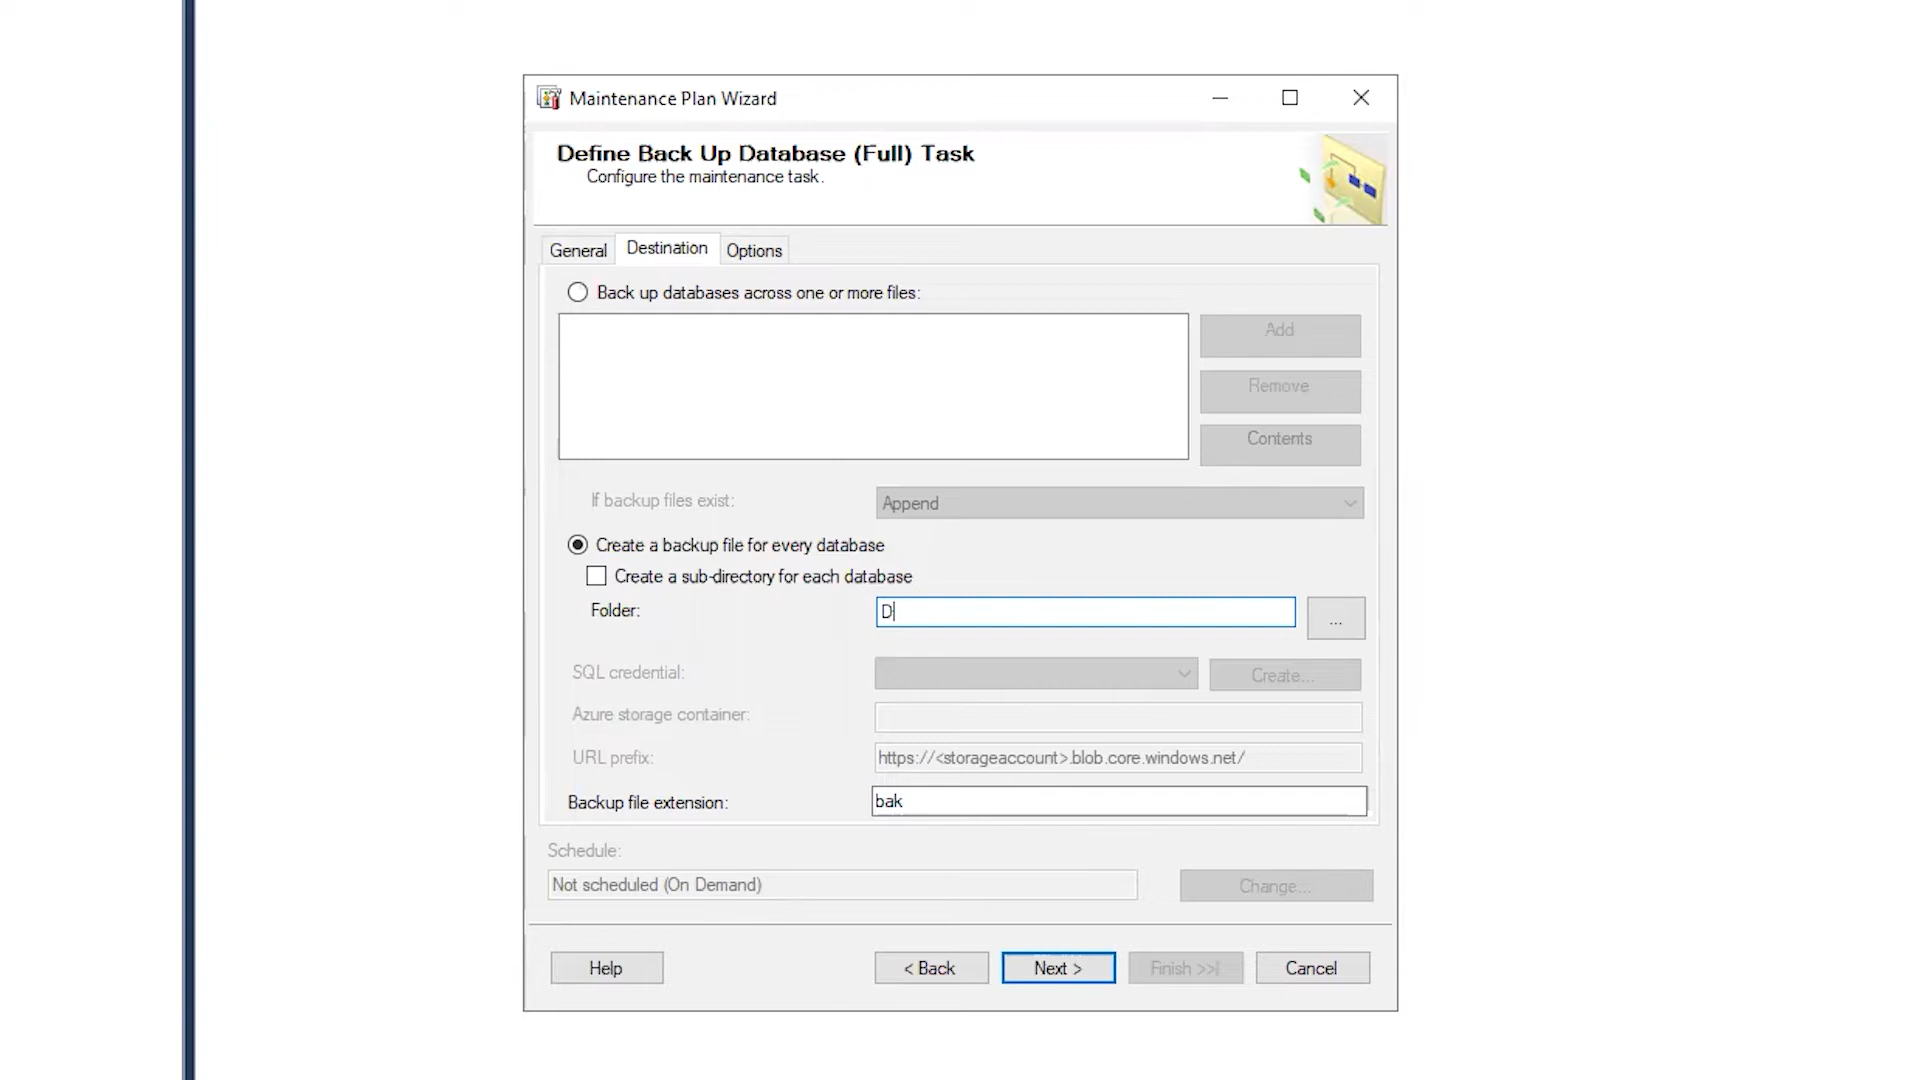 Maintenance Plan Wizard
Define Back Up Database (Full) Task
Configure the maintenance task.
General
Destination
Options
Back up databases across one or more files:
Add
Remove
Contents
If backup files exist:
Append
Create a backup file for every database
Create a sub-directory for each database
Folder:
D
...
SQL credential:
Create...
Azure storage container:
URL prefix:
https://<storageaccount>.blob.core.windows.net/
Backup file extension:
bak
Schedule:
Not scheduled (On Demand)
Change...
Help
< Back
Next >
Finish >>|
Cancel